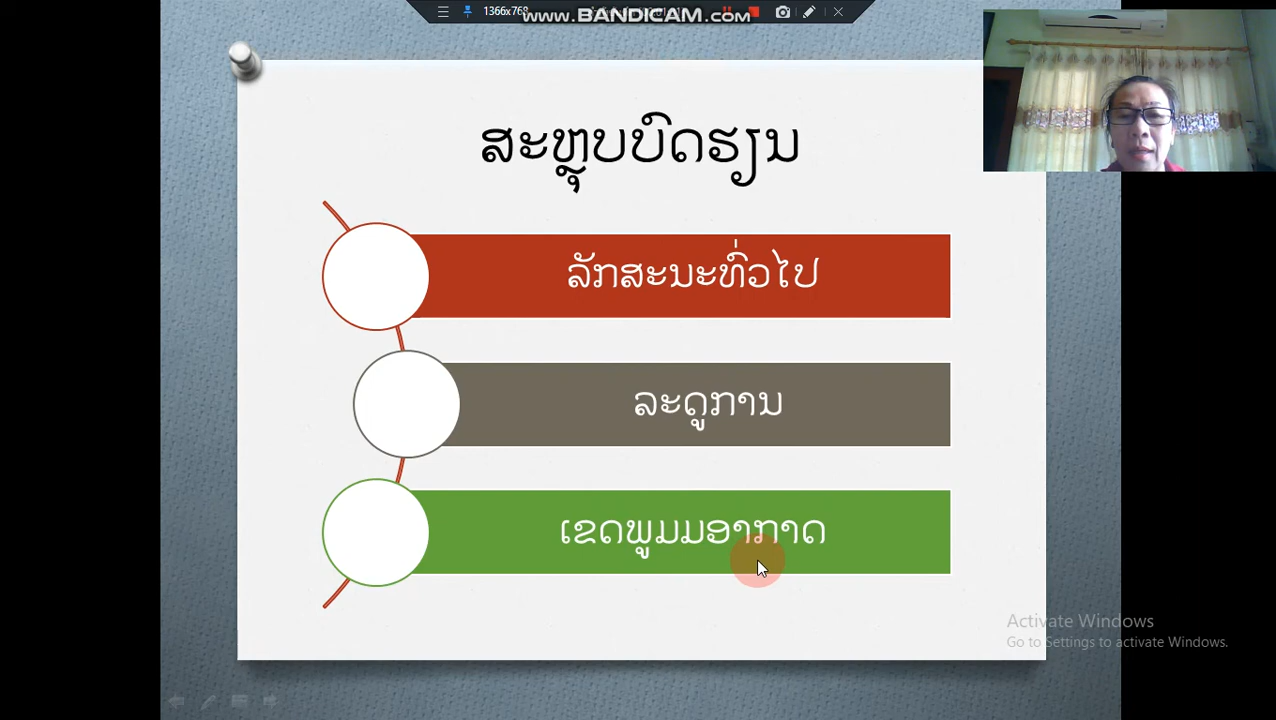 1366x768
www.BANDICAM.com
ສະຫຼຸບບົດຮຽນ
ລັກສະນະທົ່ວໄປ
ລະດູການ
ເຂດພູມມອາກາດ
Activate Windows
Go to Settings to activate Windows.